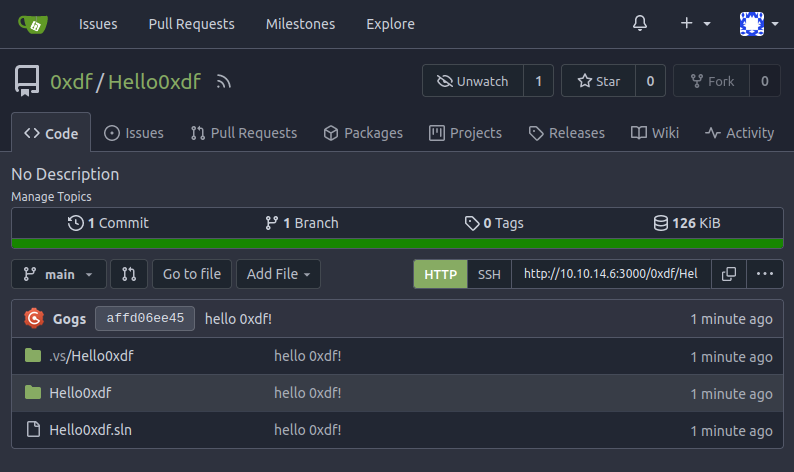 Issues Pull Requests Milestones Explore
0xdf/Hello0xdf Unwatch 1 Star 0 Fork 0
Code Issues Pull Requests Packages Projects Releases Wiki Activity
No Description
Manage Topics
1 Commit 1 Branch 0 Tags 126 KiB
main Go to file Add File HTTP SSH http://10.10.14.6:3000/0xdf/Hel
Gogs affd06ee45 hello 0xdf! 1 minute ago
.vs/Hello0xdf hello 0xdf! 1 minute ago
Hello0xdf hello 0xdf! 1 minute ago
Hello0xdf.sln hello 0xdf! 1 minute ago